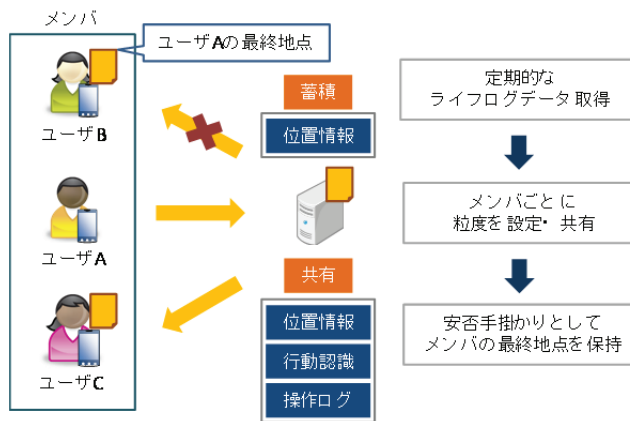 メンバ
ユーザAの最終地点
ユーザB
ユーザA
ユーザC
蓄積
位置情報
共有
位置情報
行動認識
操作ログ
定期的な
ライフログデータ取得
メンバごとに
粒度を設定・共有
安否手掛かりとして
メンバの最終地点を保持